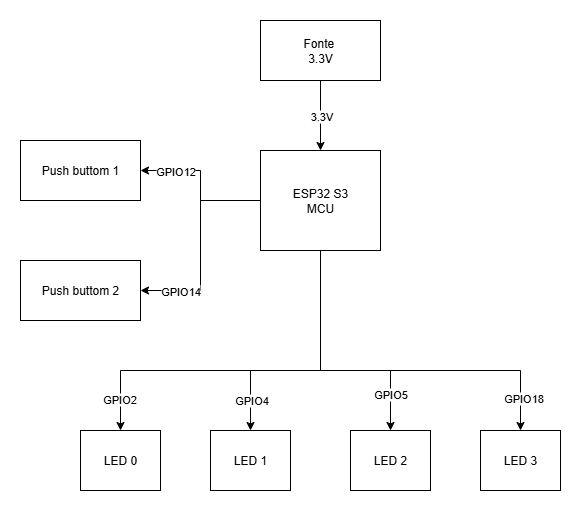 Fonte
3.3V
3.3V
ESP32 S3
MCU
Push buttom 1
GPIO12
Push buttom 2
GPIO14
GPIO2
GPIO4
GPIO5
GPIO18
LED 0
LED 1
LED 2
LED 3